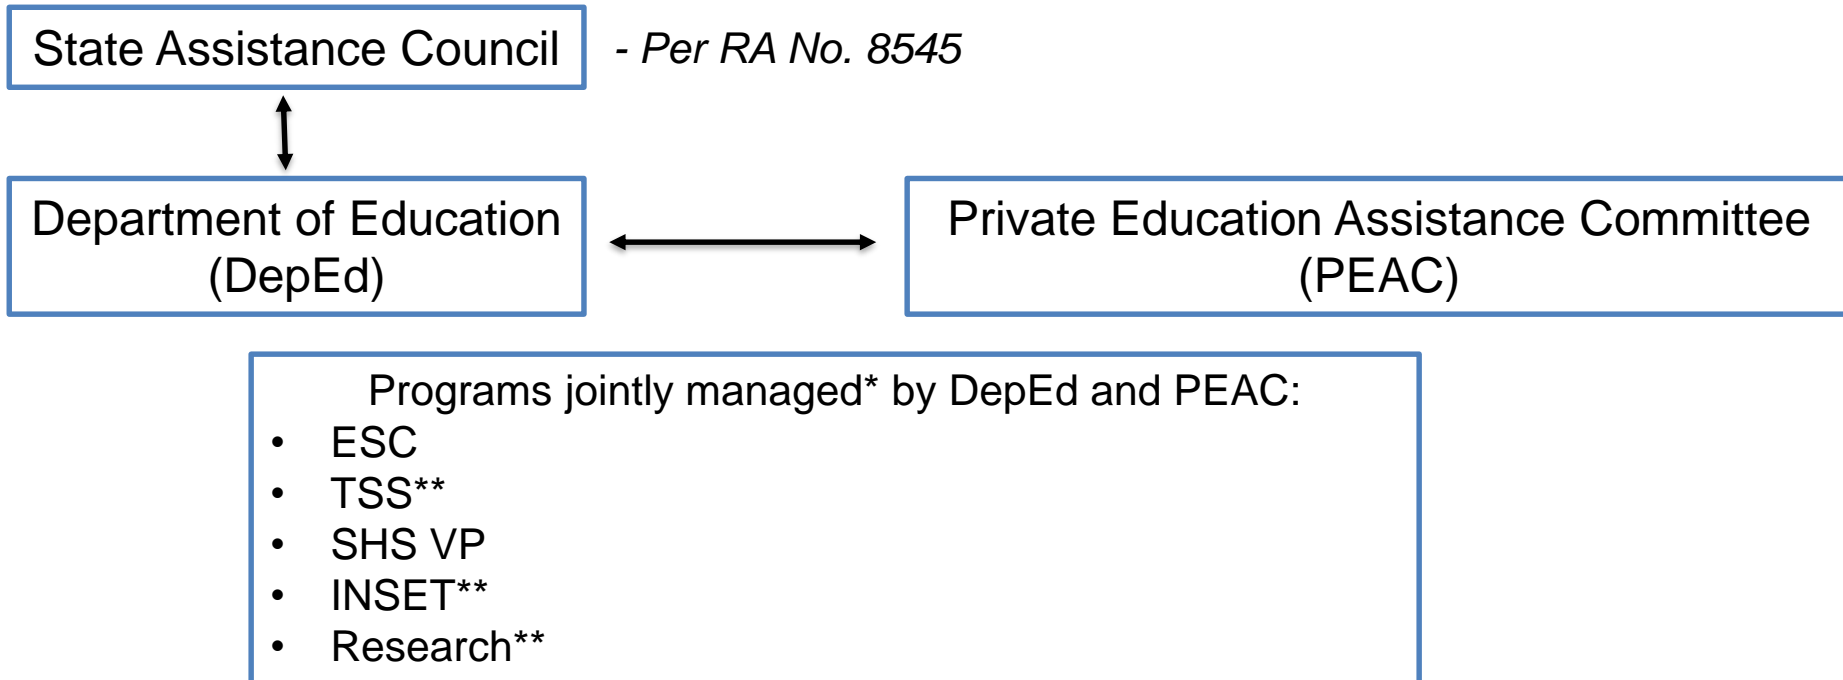 State Assistance Council
- Per RA No. 8545
Department of Education
(DepEd)
Private Education Assistance Committee
(PEAC)
Programs jointly managed* by DepEd and PEAC:
• ESC
• TSS**
• SHS VP
• INSET**
• Research**